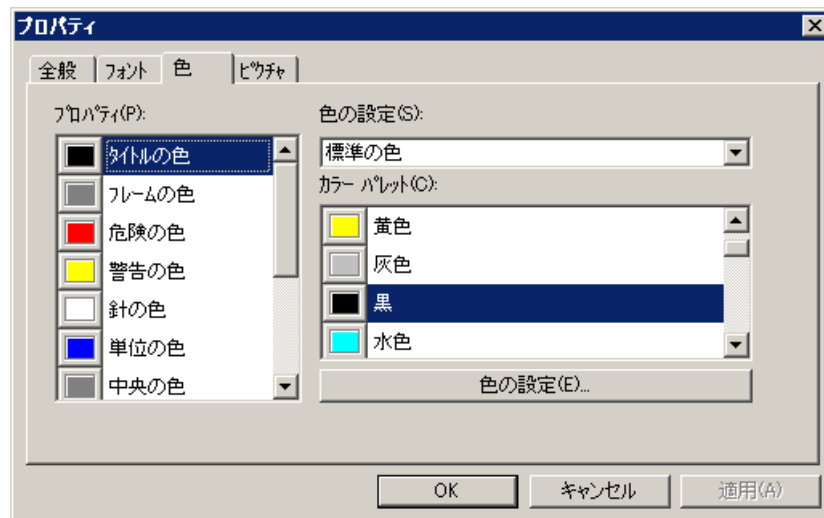 プロパティ
全般 フォント 色 ピクチャ
プロパティ(P):
タイトルの色
フレームの色
危険の色
警告の色
針の色
単位の色
中央の色
色の設定(S):
標準の色
カラー パレット(C):
黄色
灰色
黒
水色
色の設定(E)...
OK キャンセル 適用(A)